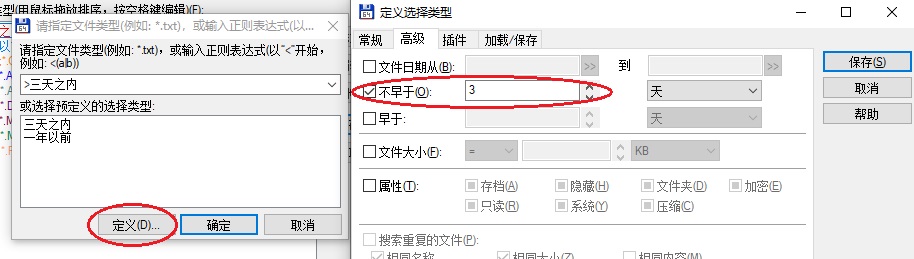 类型(用鼠标拖放排序，按空格键编辑)(F)
请指定文件类型(例如: *.txt)，或输入正则表达式(以...
请指定文件类型(例如: *.txt)，或输入正则表达式(以"<"开始，
例如: <(a|b))
>三天之内
或选择预定义的选择类型:
三天之内
一年以前
定义(D)...
确定
取消
定义选择类型
常规
高级
插件
加载/保存
文件日期从(B):
>>
到
>>
保存(S)
不早于(O):
3
天
取消
早于:
天
帮助
文件大小(F):
=
KB
属性(T):
存档(A)
隐藏(H)
文件夹(D)
加密(E)
只读(R)
系统(Y)
压缩(C)
搜索重复的文件(P):
相同名称
相同大小(Z)
相同内容(M)